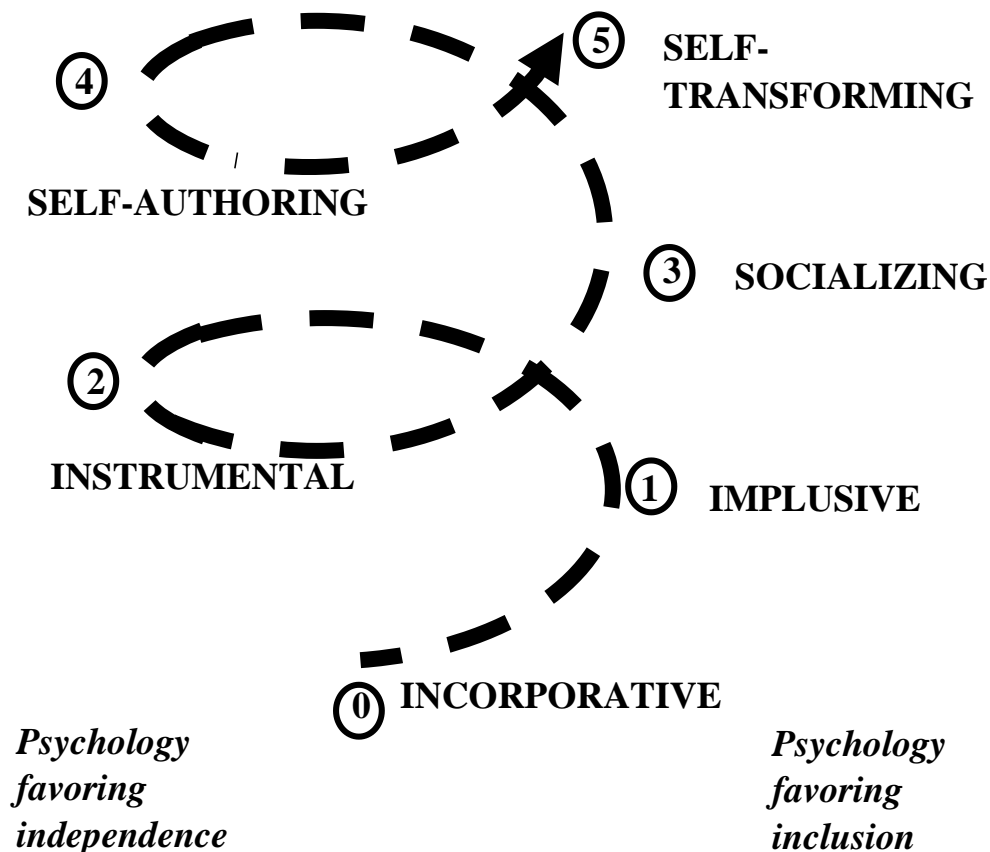 4
5
SELF-
TRANSFORMING
SELF-AUTHORING
3
SOCIALIZING
2
INSTRUMENTAL
1
IMPLUSIVE
0
INCORPORATIVE
Psychology
favoring
independence
Psychology
favoring
inclusion